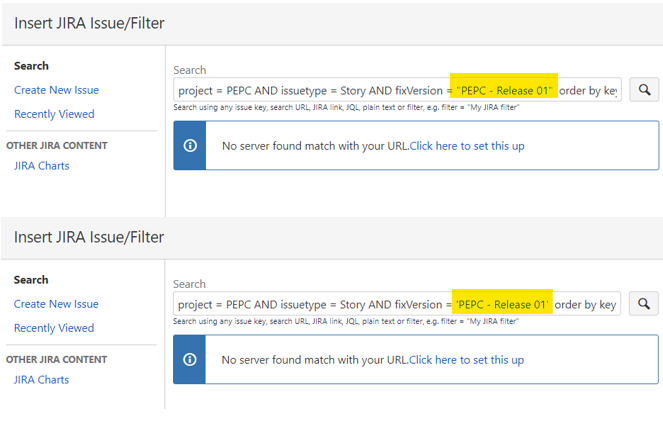 Insert JIRA Issue/Filter
Search
Create New Issue
Recently Viewed
OTHER JIRA CONTENT
JIRA Charts
Search
project = PEPC AND issuetype = Story AND fixVersion = "PEPC - Release 01" order by key
Search using any issue key, search URL, JIRA link, JQL, plain text or filter, e.g. filter = "My JIRA filter"
No server found match with your URL.Click here to set this up
Insert JIRA Issue/Filter
Search
Create New Issue
Recently Viewed
OTHER JIRA CONTENT
JIRA Charts
Search
project = PEPC AND issuetype = Story AND fixVersion = 'PEPC - Release 01' order by key
Search using any issue key, search URL, JIRA link, JQL, plain text or filter, e.g. filter = "My JIRA filter"
No server found match with your URL.Click here to set this up